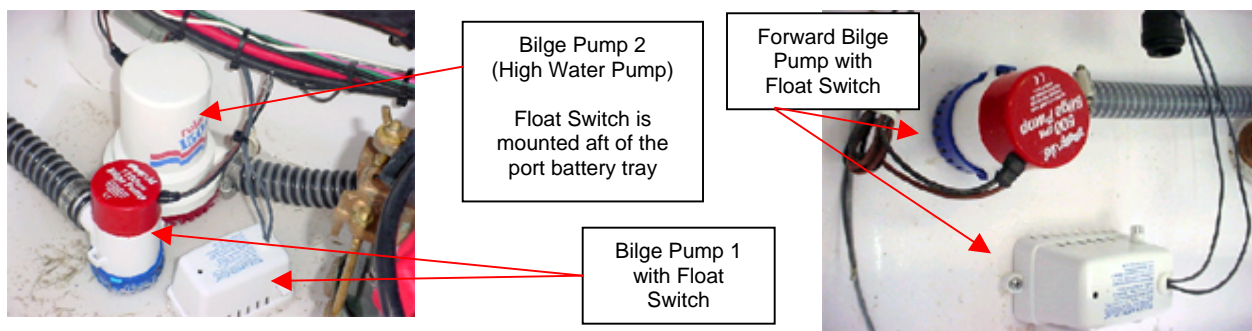 Bilge Pump 2
(High Water Pump)
Float Switch is
mounted aft of the
port battery tray
Bilge Pump 1
with Float
Switch
Forward Bilge
Pump with
Float Switch
500 gph
Bilge Pump